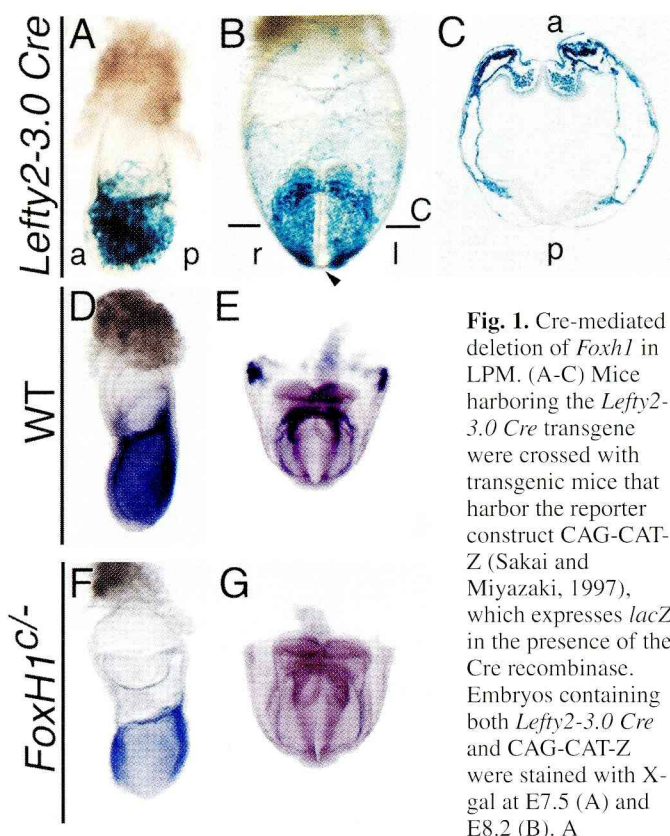 Lefty2-3.0 Cre
A
a
p
B
C
r
l
C
a
p
WT
D
E
FoxH1c/-
F
G
Fig. 1. Cre-mediated
deletion of Foxh1 in
LPM. (A-C) Mice
harboring the Lefty2-
3.0 Cre transgene
were crossed with
transgenic mice that
harbor the reporter
construct CAG-CAT-
Z (Sakai and
Miyazaki, 1997),
which expresses lacZ
in the presence of the
Cre recombinase.
Embryos containing
both Lefty2-3.0 Cre
and CAG-CAT-Z
were stained with X-
gal at E7.5 (A) and
E8.2 (B). A